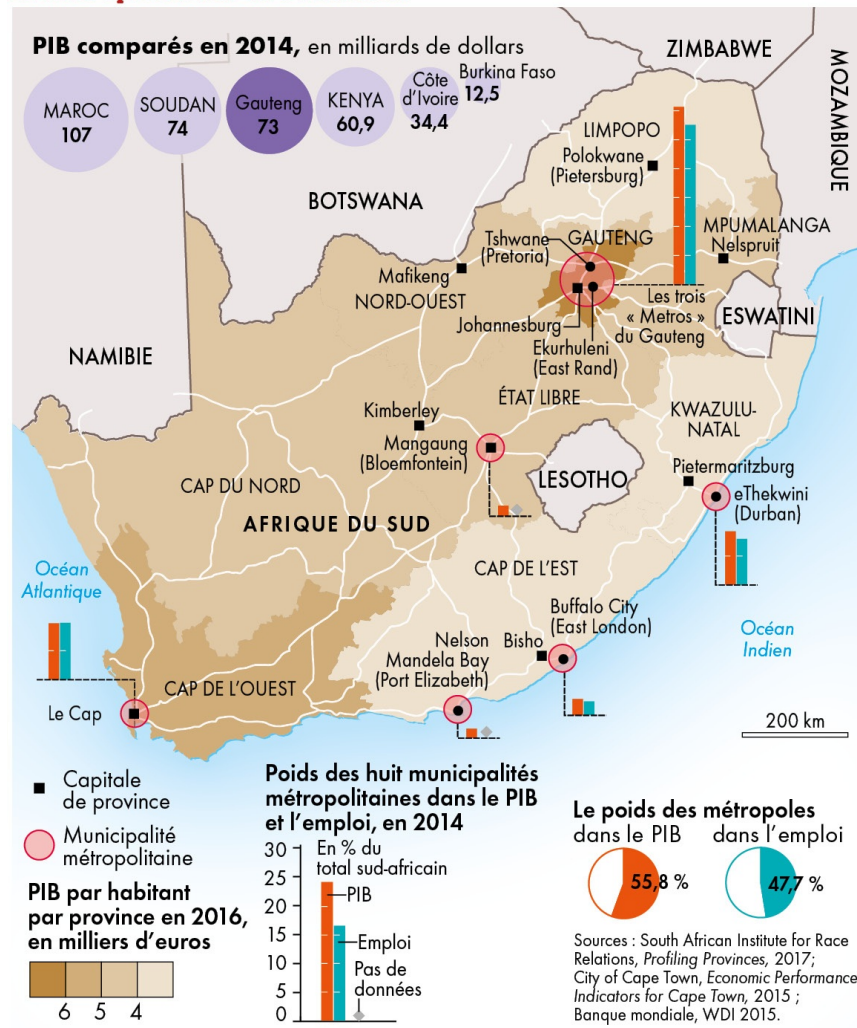 PIB comparés en 2014, en milliards de dollars
MAROC
107
SOUDAN
74
Gauteng
73
KENYA
60,9
Côte
d'Ivoire
34,4
Burkina Faso
12,5
ZIMBABWE
MOZAMBIQUE
BOTSWANA
NAMIBIE
LIMPOPO
Polokwane
(Pietersburg)
MPUMALANGA
Nelspruit
Tshwane
(Pretoria)
GAUTENG
Mafikeng
NORD-OUEST
Johannesburg
Ekurhuleni
(East Rand)
Les trois
« Metros »
du Gauteng
ESWATINI
ÉTAT LIBRE
Kimberley
Mangaung
(Bloemfontein)
KWAZULU-
NATAL
LESOTHO
Pietermaritzburg
eThekwini
(Durban)
CAP DU NORD
AFRIQUE DU SUD
CAP DE L'EST
Océan
Atlantique
Buffalo City
(East London)
Bisho
Nelson
Mandela Bay
(Port Elizabeth)
Océan
Indien
CAP DE L'OUEST
Le Cap
200 km
Capitale
de province
Municipalité
métropolitaine
PIB par habitant
par province en 2016,
en milliers d'euros
6 5 4
Poids des huit municipalités
métropolitaines dans le PIB
et l'emploi, en 2014
En % du
total sud-africain
30
25
20
15
10
5
0
PIB
Emploi
Pas de
données
Le poids des métropoles
dans le PIB
55,8 %
dans l'emploi
47,7 %
Sources : South African Institute for Race
Relations, Profiling Provinces, 2017;
City of Cape Town, Economic Performance
Indicators for Cape Town, 2015 ;
Banque mondiale, WDI 2015.